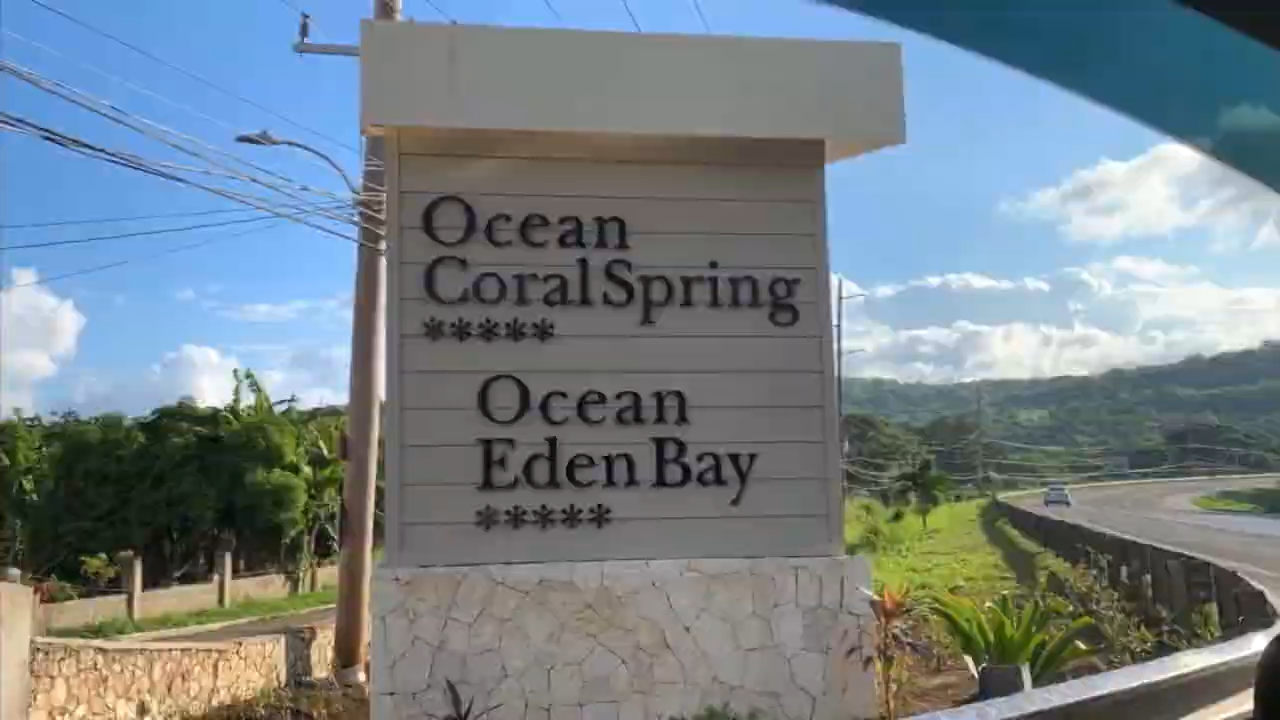 Ocean
Coral Spring
*****
Ocean
Eden Bay
*****